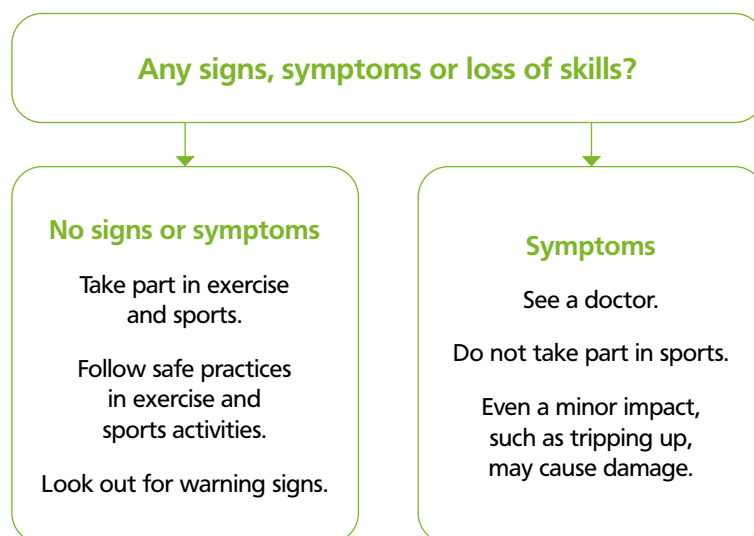 Any signs, symptoms or loss of skills?
No signs or symptoms
Take part in exercise
and sports.
Follow safe practices
in exercise and
sports activities.
Look out for warning signs.
Symptoms
See a doctor.
Do not take part in sports.
Even a minor impact,
such as tripping up,
may cause damage.